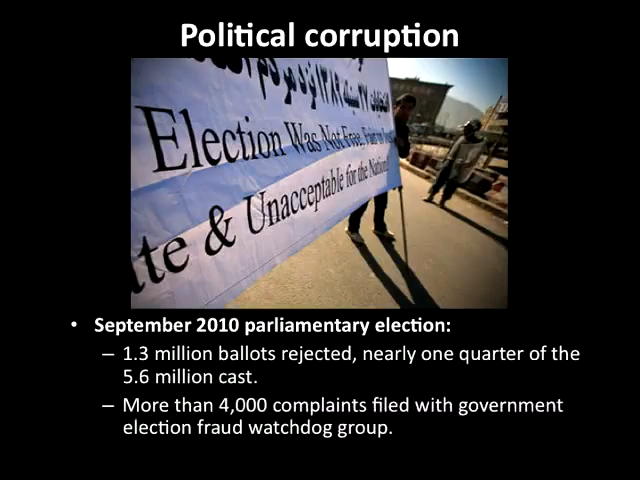 Political corruption
Election Was Not Free, Fair
te & Unacceptable for the Nation
• September 2010 parliamentary election:
– 1.3 million ballots rejected, nearly one quarter of the
5.6 million cast.
– More than 4,000 complaints filed with government
election fraud watchdog group.